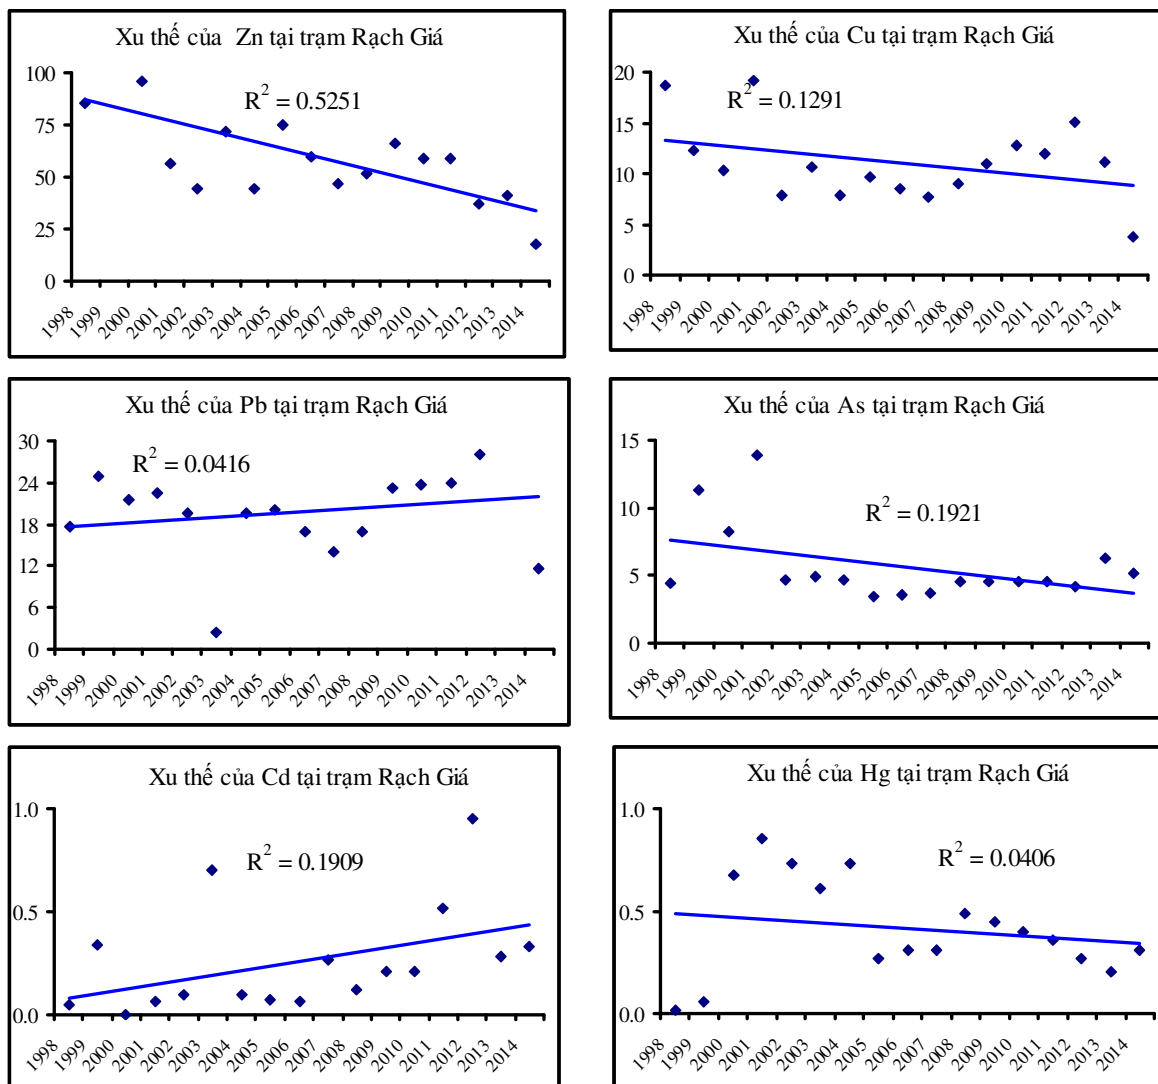 Xu thế của Zn tại trạm Rạch Giá
R² = 0.5251
100
75
50
25
0
1998 1999 2000 2001 2002 2003 2004 2005 2006 2007 2008 2009 2010 2011 2012 2013 2014
Xu thế của Cu tại trạm Rạch Giá
R² = 0.1291
20
15
10
5
0
1998 1999 2000 2001 2002 2003 2004 2005 2006 2007 2008 2009 2010 2011 2012 2013 2014
Xu thế của Pb tại trạm Rạch Giá
R² = 0.0416
30
24
18
12
6
0
1998 1999 2000 2001 2002 2003 2004 2005 2006 2007 2008 2009 2010 2011 2012 2013 2014
Xu thế của As tại trạm Rạch Giá
R² = 0.1921
15
10
5
0
1998 1999 2000 2001 2002 2003 2004 2005 2006 2007 2008 2009 2010 2011 2012 2013 2014
Xu thế của Cd tại trạm Rạch Giá
R² = 0.1909
1.0
0.5
0.0
1998 1999 2000 2001 2002 2003 2004 2005 2006 2007 2008 2009 2010 2011 2012 2013 2014
Xu thế của Hg tại trạm Rạch Giá
R² = 0.0406
1.0
0.5
0.0
1998 1999 2000 2001 2002 2003 2004 2005 2006 2007 2008 2009 2010 2011 2012 2013 2014